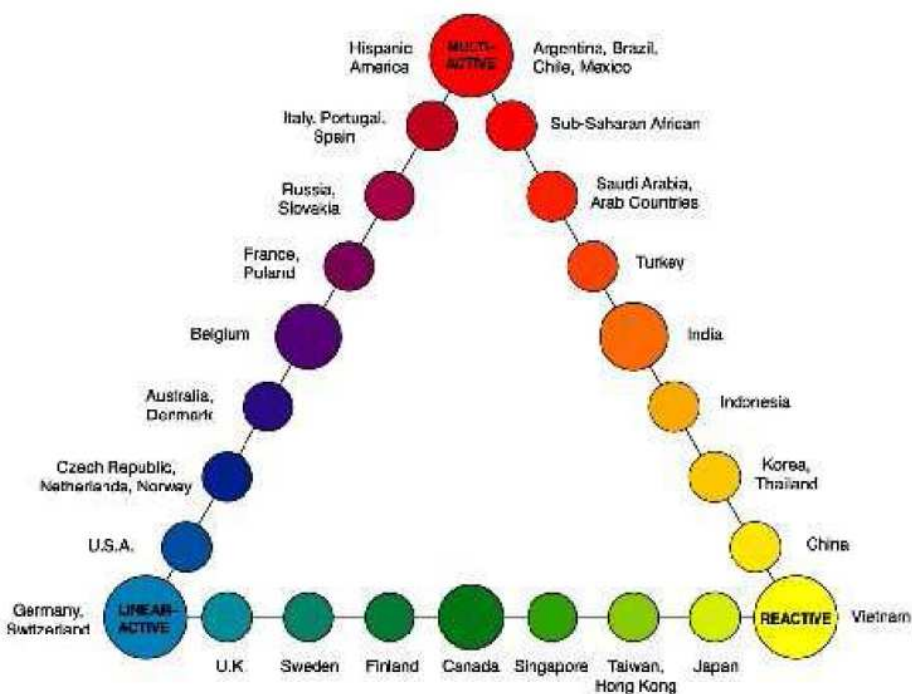 Hispanic
America
MULTI-
ACTIVE
Argentina, Brazil,
Chile, Mexico
Italy, Portugal,
Spain
Sub-Saharan African
Russia,
Slovakia
Saudi Arabia,
Arab Countries
France,
Puland
Turkey
Belgium
India
Australia,
Denmark
Indonesia
Czech Republic,
Netherlands, Norway
Korea,
Thailand
U.S.A.
China
Germany,
Switzerland
LINEAR-
ACTIVE
REACTIVE
Vietnam
U.K.
Sweden
Finland
Canada
Singapore
Taiwan,
Hong Kong
Japan